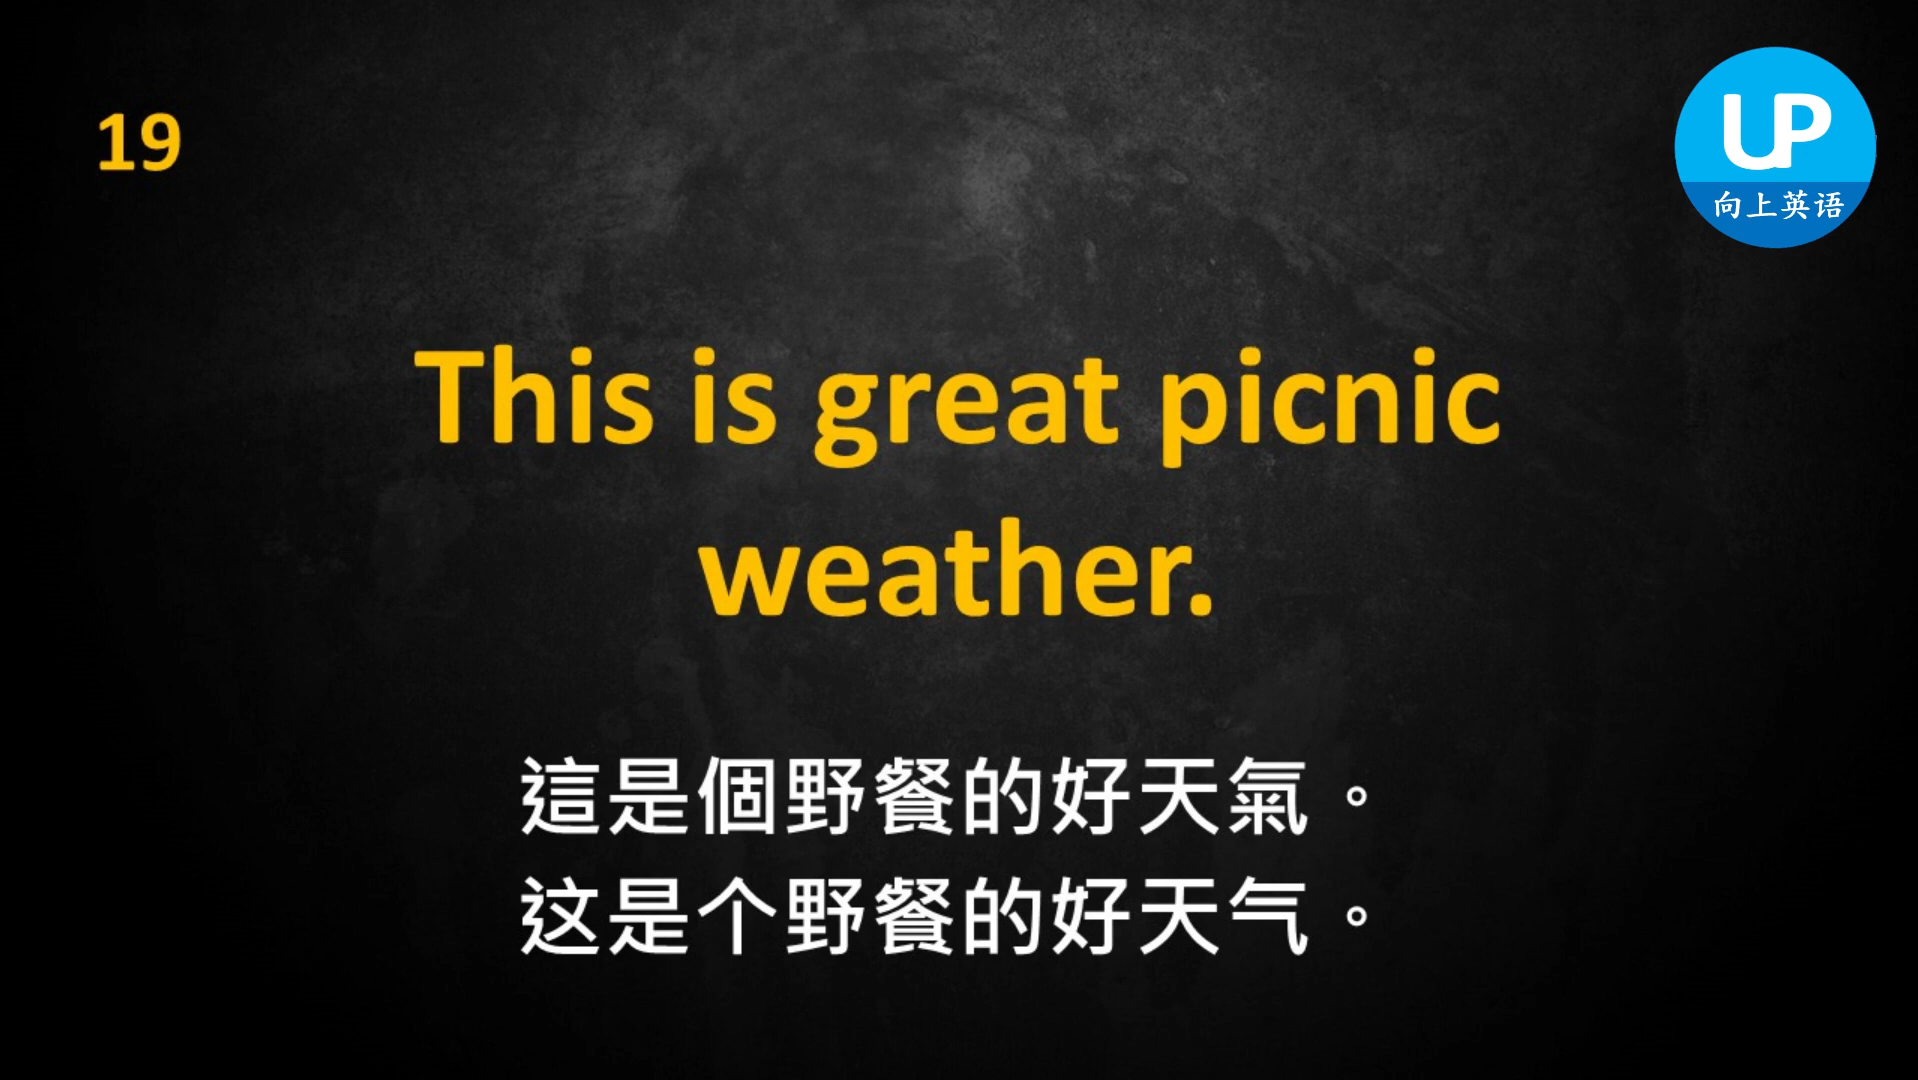 19
UP
向上英语
This is great picnic
weather.
這是個野餐的好天氣。
这是个野餐的好天气。